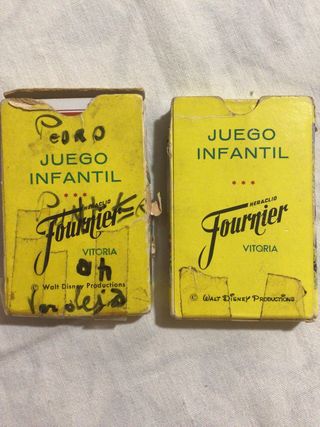 Pedro
JUEGO
INFANTIL
HERACLIO
Fournier
VITORIA
© Walt Disney Productions
JUEGO
INFANTIL
HERACLIO
Fournier
VITORIA
© WALT DISNEY PRODUCTIONS